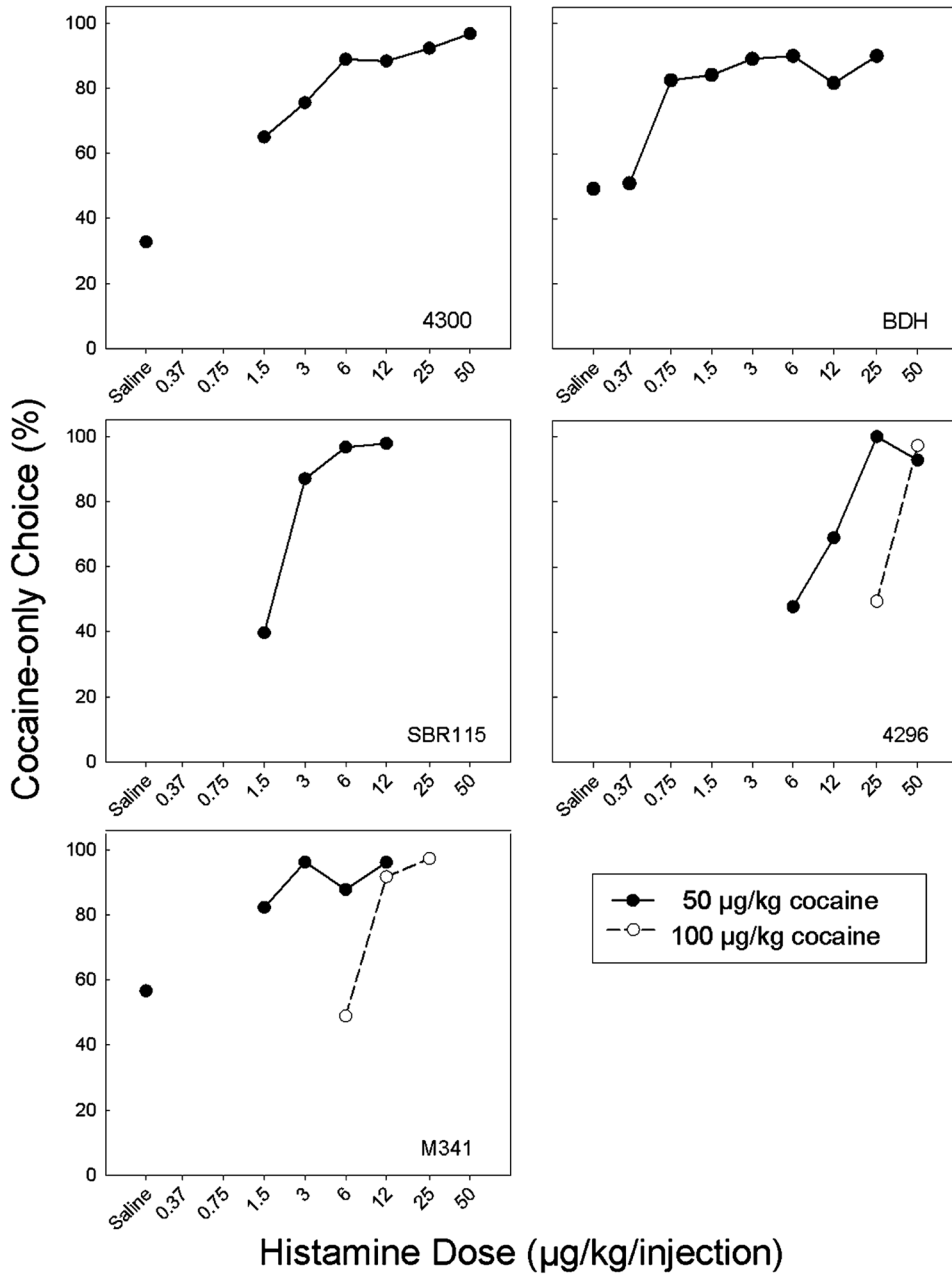 100
80
60
40
20
0
4300
Saline 0.37 0.75 1.5 3 6 12 25 50
BDH
Saline 0.37 0.75 1.5 3 6 12 25 50
Cocaine-only Choice (%)
100
80
60
40
20
0
SBR115
Saline 0.37 0.75 1.5 3 6 12 25 50
4296
Saline 0.37 0.75 1.5 3 6 12 25 50
100
80
60
40
20
0
M341
Saline 0.37 0.75 1.5 3 6 12 25 50
50 µg/kg cocaine
100 µg/kg cocaine
Histamine Dose (µg/kg/injection)